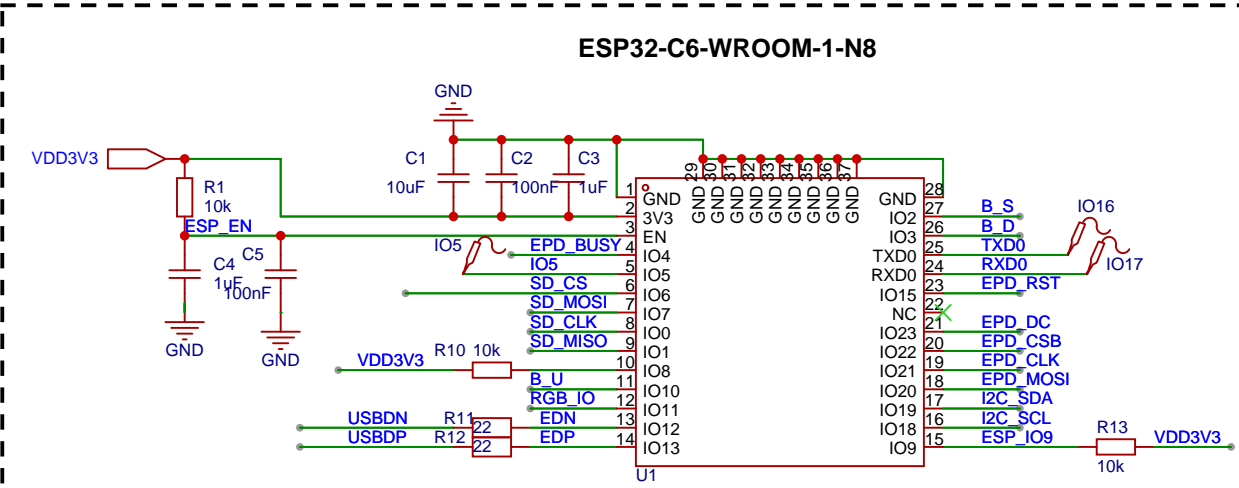 ESP32-C6-WROOM-1-N8
GND
VDD3V3
R1
10k
ESP_EN
C4
1uF
C5
100nF
GND
GND
C1
10uF
C2
100nF
C3
1uF
29 30 31 32 33 34 35 36 37
GND GND GND GND GND GND GND GND GND
1 GND
2 3V3
3 EN
EPD_BUSY 4 IO4
IO5
IO5 5 IO5
SD_CS 6 IO6
SD_MOSI 7 IO7
SD_CLK 8 IO0
SD_MISO 9 IO1
VDD3V3 R10 10k 10 IO8
B_U 11 IO10
RGB_IO 12 IO11
USBDN R11 22 EDN 13 IO12
USBDP R12 22 EDP 14 IO13
U1
GND 28
IO2 27 B_S
IO3 26 B_D
TXD0 25 TXD0 IO16
RXD0 24 RXD0 IO17
IO15 23 EPD_RST
NC 22
IO23 21 EPD_DC
IO22 20 EPD_CSB
IO21 19 EPD_CLK
IO20 18 EPD_MOSI
IO19 17 I2C_SDA
IO18 16 I2C_SCL
IO9 15 ESP_IO9 R13 10k VDD3V3